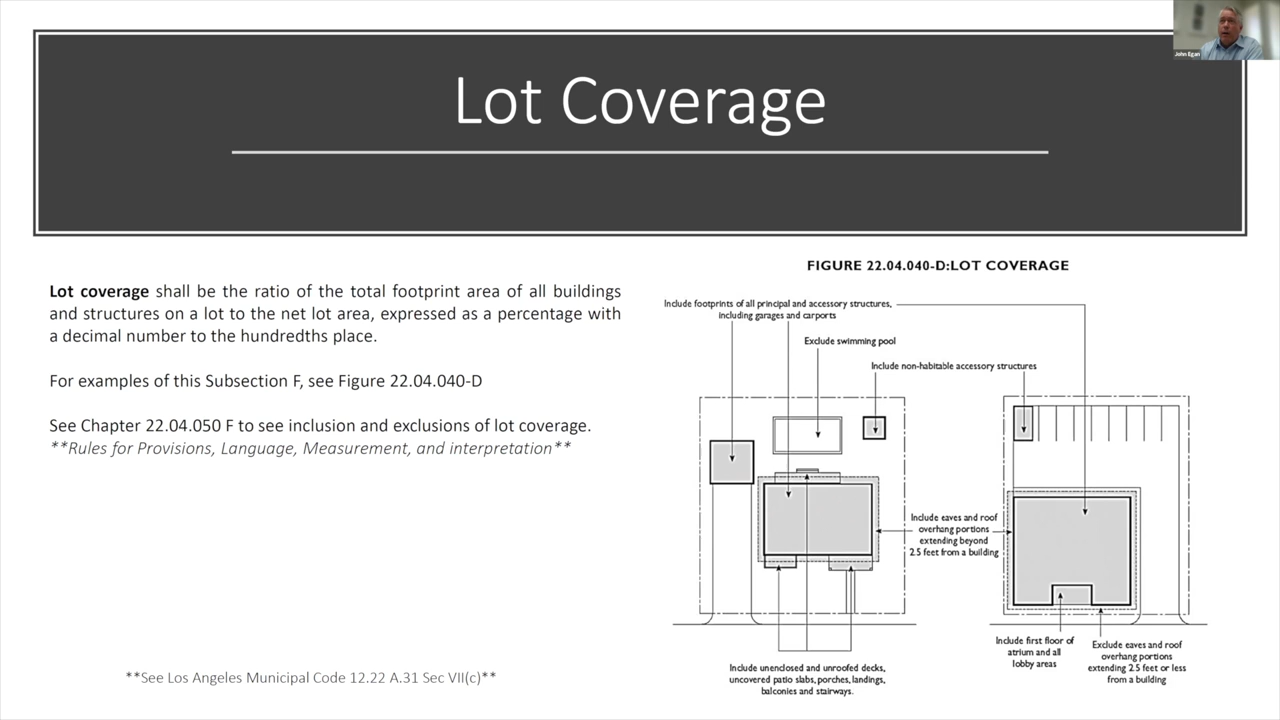 John Egan
Lot Coverage
Lot coverage shall be the ratio of the total footprint area of all buildings
and structures on a lot to the net lot area, expressed as a percentage with
a decimal number to the hundredths place.
For examples of this Subsection F, see Figure 22.04.040-D
See Chapter 22.04.050 F to see inclusion and exclusions of lot coverage.
**Rules for Provisions, Language, Measurement, and interpretation**
**See Los Angeles Municipal Code 12.22 A.31 Sec VII(c)**
FIGURE 22.04.040-D:LOT COVERAGE
Include footprints of all principal and accessory structures,
including garages and carports
Exclude swimming pool
Include non-habitable accessory structures
Include eaves and roof
overhang portions
extending beyond
2.5 feet from a building
Include unenclosed and unroofed decks,
uncovered patio slabs, porches, landings,
balconies and stairways.
Include first floor of
atrium and all
lobby areas
Exclude eaves and roof
overhang portions
extending 2.5 feet or less
from a building